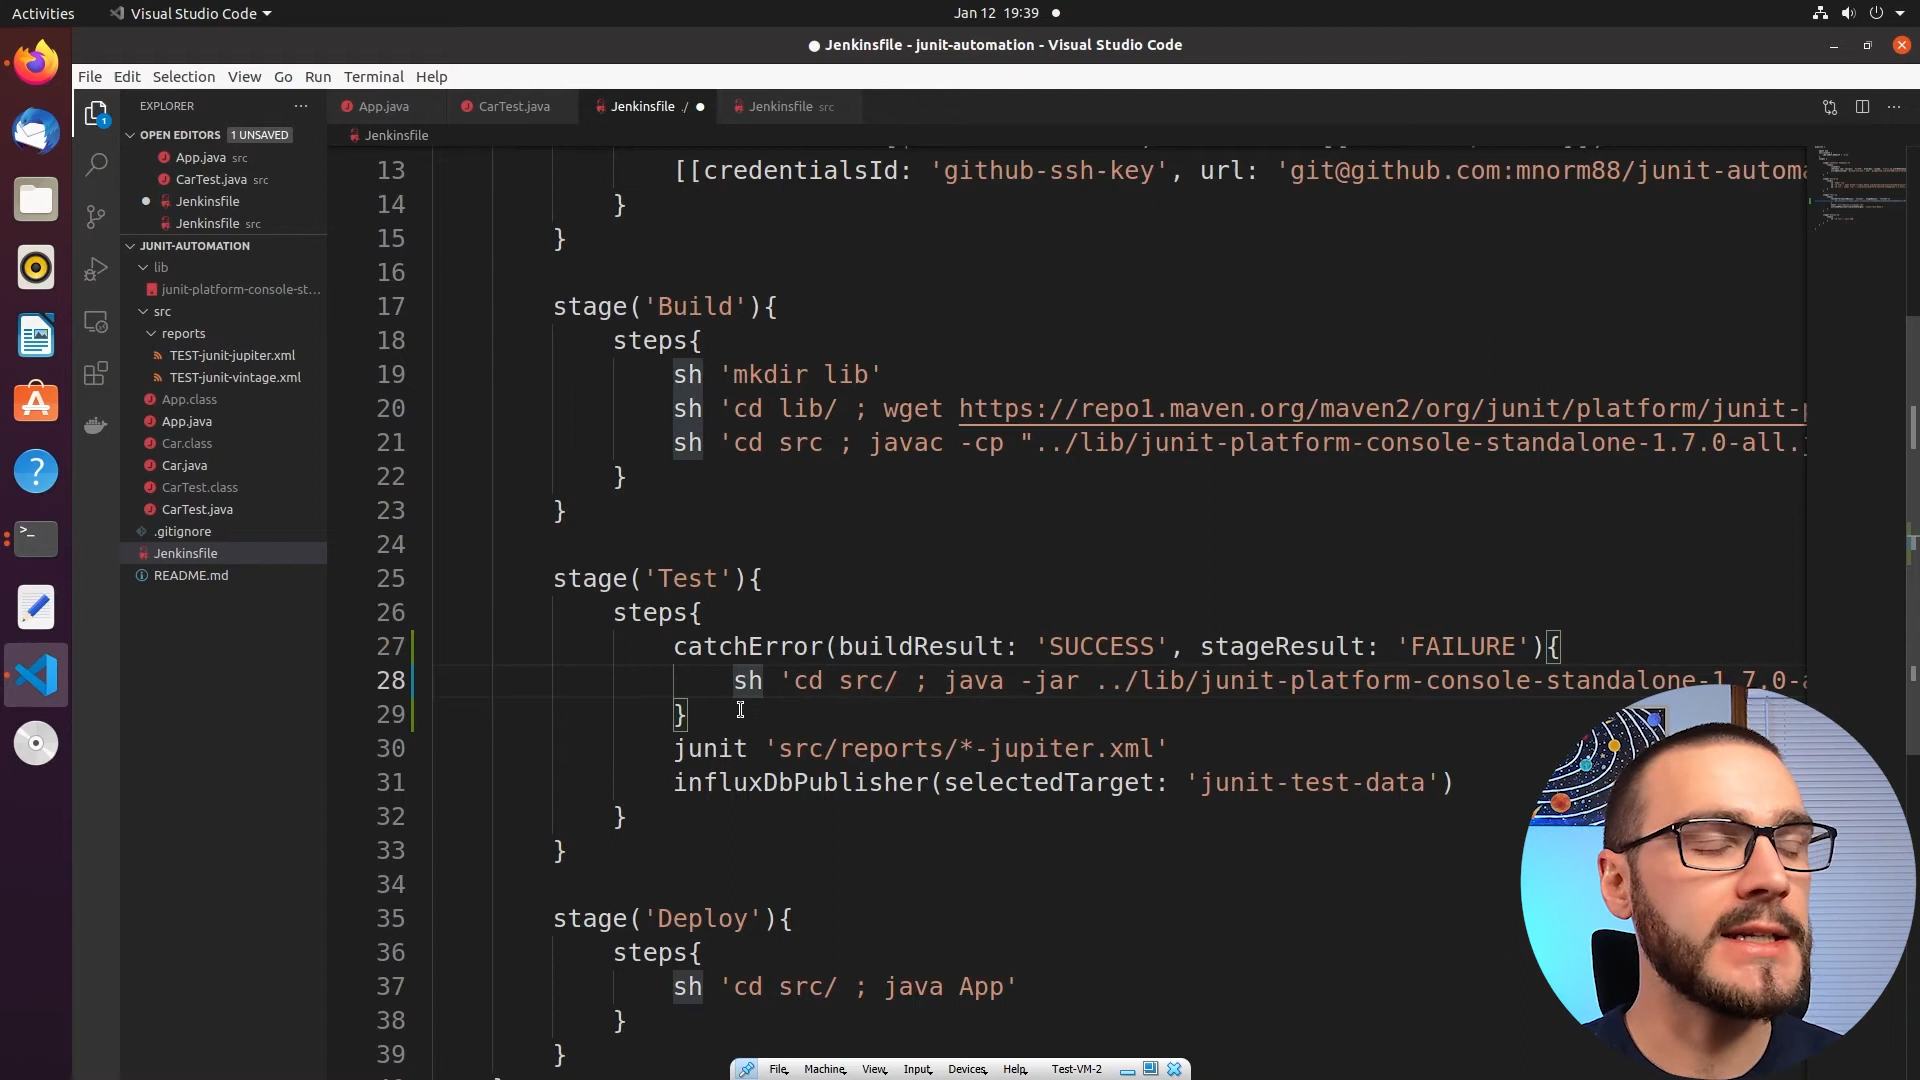 Activities
Visual Studio Code
Jan 12 19:39
Jenkinsfile - junit-automation - Visual Studio Code
File Edit Selection View Go Run Terminal Help
EXPLORER
App.java
CarTest.java
Jenkinsfile ./
Jenkinsfile src
1
OPEN EDITORS
1 UNSAVED
Jenkinsfile
App.java src
CarTest.java src
Jenkinsfile
Jenkinsfile src
JUNIT-AUTOMATION
lib
junit-platform-console-st...
src
reports
TEST-junit-jupiter.xml
TEST-junit-vintage.xml
App.class
App.java
Car.class
Car.java
CarTest.class
CarTest.java
.gitignore
Jenkinsfile
README.md
13 [[credentialsId: 'github-ssh-key', url: 'git@github.com:mnorm88/junit-automa
14 }
15 }
16
17 stage('Build'){
18 steps{
19 sh 'mkdir lib'
20 sh 'cd lib/ ; wget https://repo1.maven.org/maven2/org/junit/platform/junit-p
21 sh 'cd src ; javac -cp "../lib/junit-platform-console-standalone-1.7.0-all.j
22 }
23 }
24
25 stage('Test'){
26 steps{
27 catchError(buildResult: 'SUCCESS', stageResult: 'FAILURE'){
28 sh 'cd src/ ; java -jar ../lib/junit-platform-console-standalone-1.7.0-a
29 }
30 junit 'src/reports/*-jupiter.xml'
31 influxDbPublisher(selectedTarget: 'junit-test-data')
32 }
33 }
34
35 stage('Deploy'){
36 steps{
37 sh 'cd src/ ; java App'
38 }
39 }
File Machine View Input Devices Help Test-VM-2